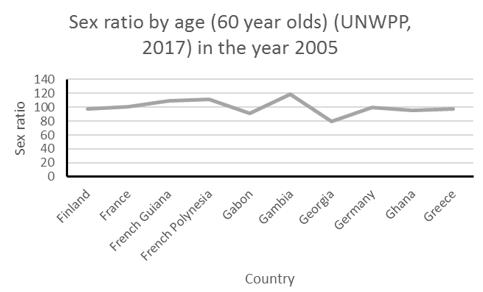 Sex ratio by age (60 year olds) (UNWPP,
2017) in the year 2005
140
120
100
80
60
40
20
0
Sex ratio
Finland
France
French Guiana
French Polynesia
Gabon
Gambia
Georgia
Germany
Ghana
Greece
Country